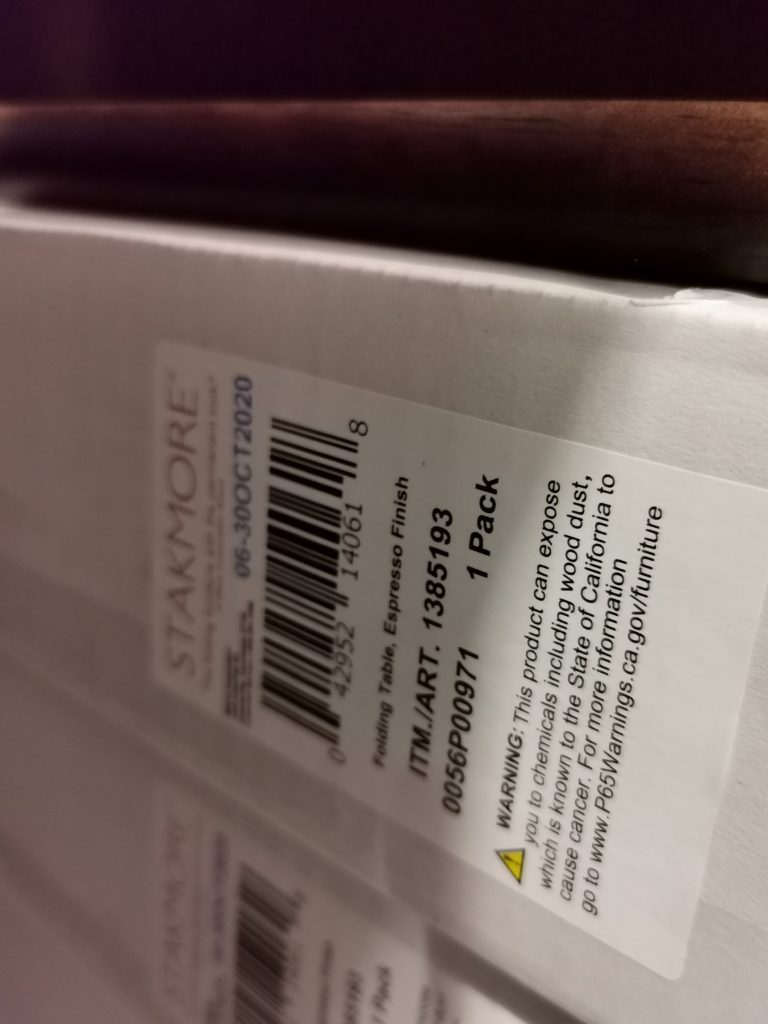 STAKMORE®
06-30OCT2020
0 42952 14061 8
Folding Table, Espresso Finish
ITM./ART. 1385193
0056P00971 1 Pack
WARNING: This product can expose
you to chemicals including wood dust,
which is known to the State of California to
cause cancer. For more information
go to www.P65Warnings.ca.gov/furniture
STAKMORE